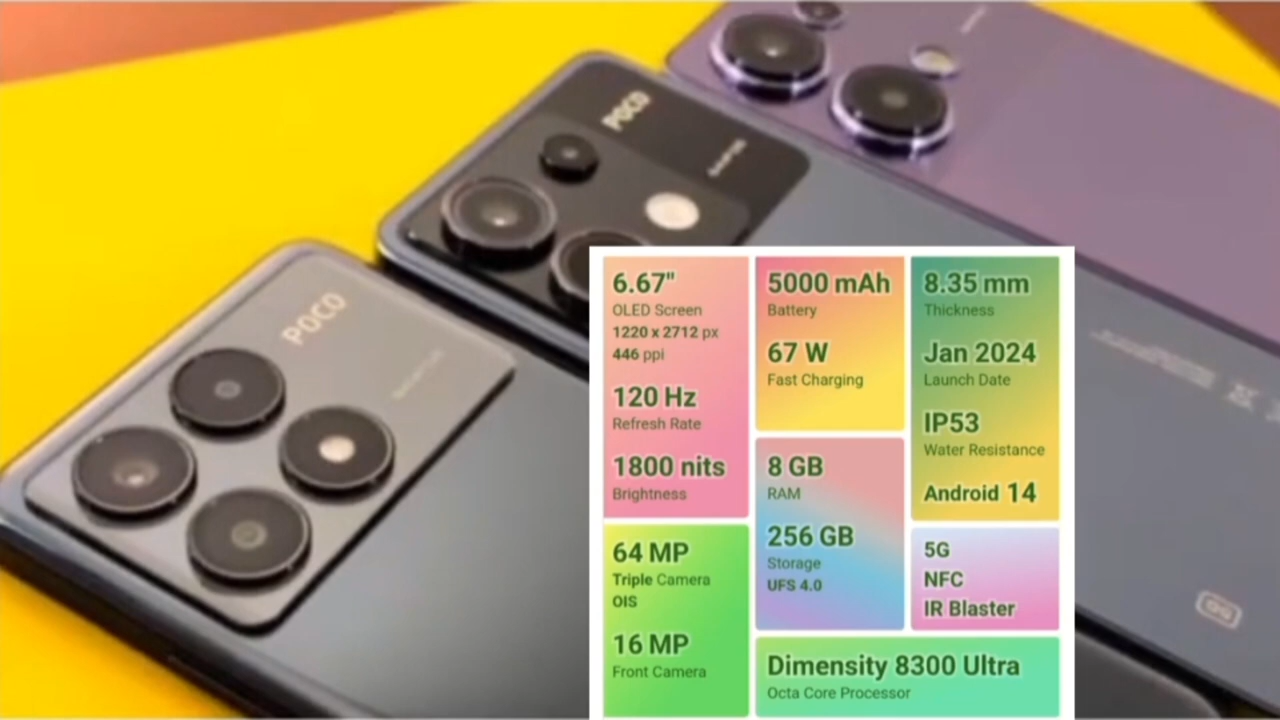 POCO
POCO
6.67"
OLED Screen
1220 x 2712 px
446 ppi
120 Hz
Refresh Rate
1800 nits
Brightness
64 MP
Triple Camera
OIS
16 MP
Front Camera
5000 mAh
Battery
67 W
Fast Charging
8 GB
RAM
256 GB
Storage
UFS 4.0
8.35 mm
Thickness
Jan 2024
Launch Date
IP53
Water Resistance
Android 14
5G
NFC
IR Blaster
Dimensity 8300 Ultra
Octa Core Processor